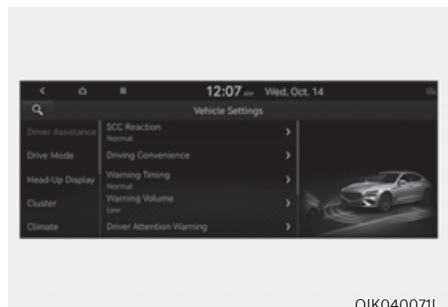 12:07 AM Wed, Oct. 14
Vehicle Settings
Driver Assistance
SCC Reaction
Normal
Drive Mode
Driving Convenience
Head-Up Display
Warning Timing
Normal
Cluster
Warning Volume
Low
Climate
Driver Attention Warning
OIK040071L